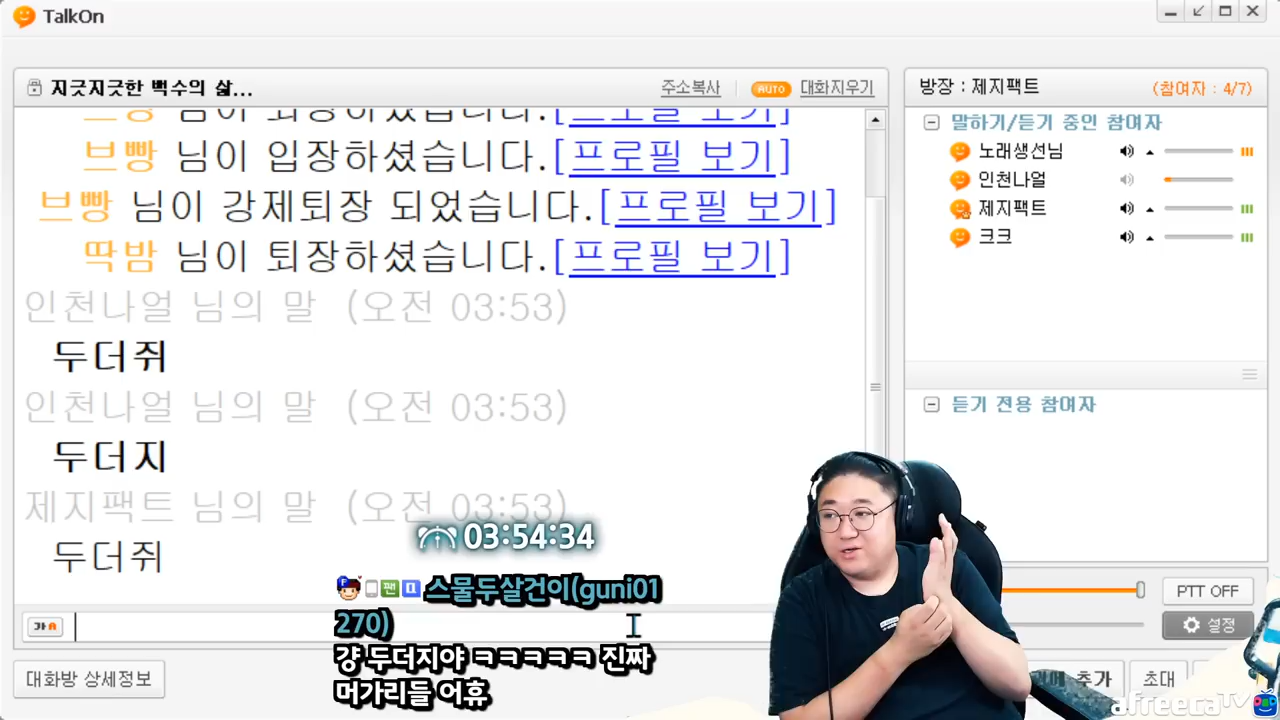 TalkOn
지긋지긋한 뻑수의 삶...
주소복사
AUTO 대화지우기
브빵 님이 입장하셨습니다.[프로필 보기]
브빵 님이 강제퇴장 되었습니다.[프로필 보기]
딱밤 님이 퇴장하셨습니다.[프로필 보기]
인천나얼 님의 말 (오전 03:53)
두더쥐
인천나얼 님의 말 (오전 03:53)
두더지
제지팩트 님의 말 (오전 03:53)
두더쥐
가A
대화방 상세정보
방장 : 제지팩트
(참여자 : 4/7)
말하기/듣기 중인 참여자
노래생선님
인천나얼
제지팩트
크크
듣기 전용 참여자
PTT OFF
설정
추가
초대
03:54:34
팬 스물두살건이(guni01
270)
걍 두더지야 ㅋㅋㅋㅋㅋ 진짜
머가리들 어휴
afreecaTV